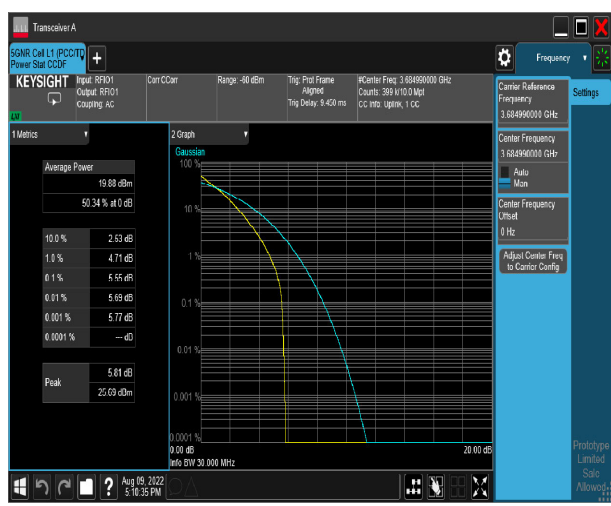 Transceiver A
5GNR Cell L1 (PCC/TD
Power Stat CCDF
+
Frequency
KEYSIGHT
Input: RFIO1
Output: RFIO1
Coupling: AC
Corr CCorr
Range: -60 dBm
Trig: Prot Frame
Aligned
Trig Delay: 9.450 ms
#Center Freq: 3.684990000 GHz
Counts: 399 k/10.0 Mpt
CC Info: Uplink, 1 CC
Carrier Reference
Frequency
3.684990000 GHz
Settings
Center Frequency
3.684990000 GHz
Auto
Man
Center Frequency
Offset
0 Hz
Adjust Center Freq
to Carrier Config
1 Metrics
Average Power
19.88 dBm
50.34 % at 0 dB
10.0 % 2.53 dB
1.0 % 4.71 dB
0.1 % 5.55 dB
0.01 % 5.69 dB
0.001 % 5.77 dB
0.0001 % --- dB
Peak
5.81 dB
25.69 dBm
2 Graph
Gaussian
100 %
10 %
1 %
0.1 %
0.01 %
0.001 %
0.0001 %
0.00 dB
20.00 dB
Info BW 30.000 MHz
Prototype
Limited
Sale
Allowed
?
Aug 09, 2022
5:10:35 PM